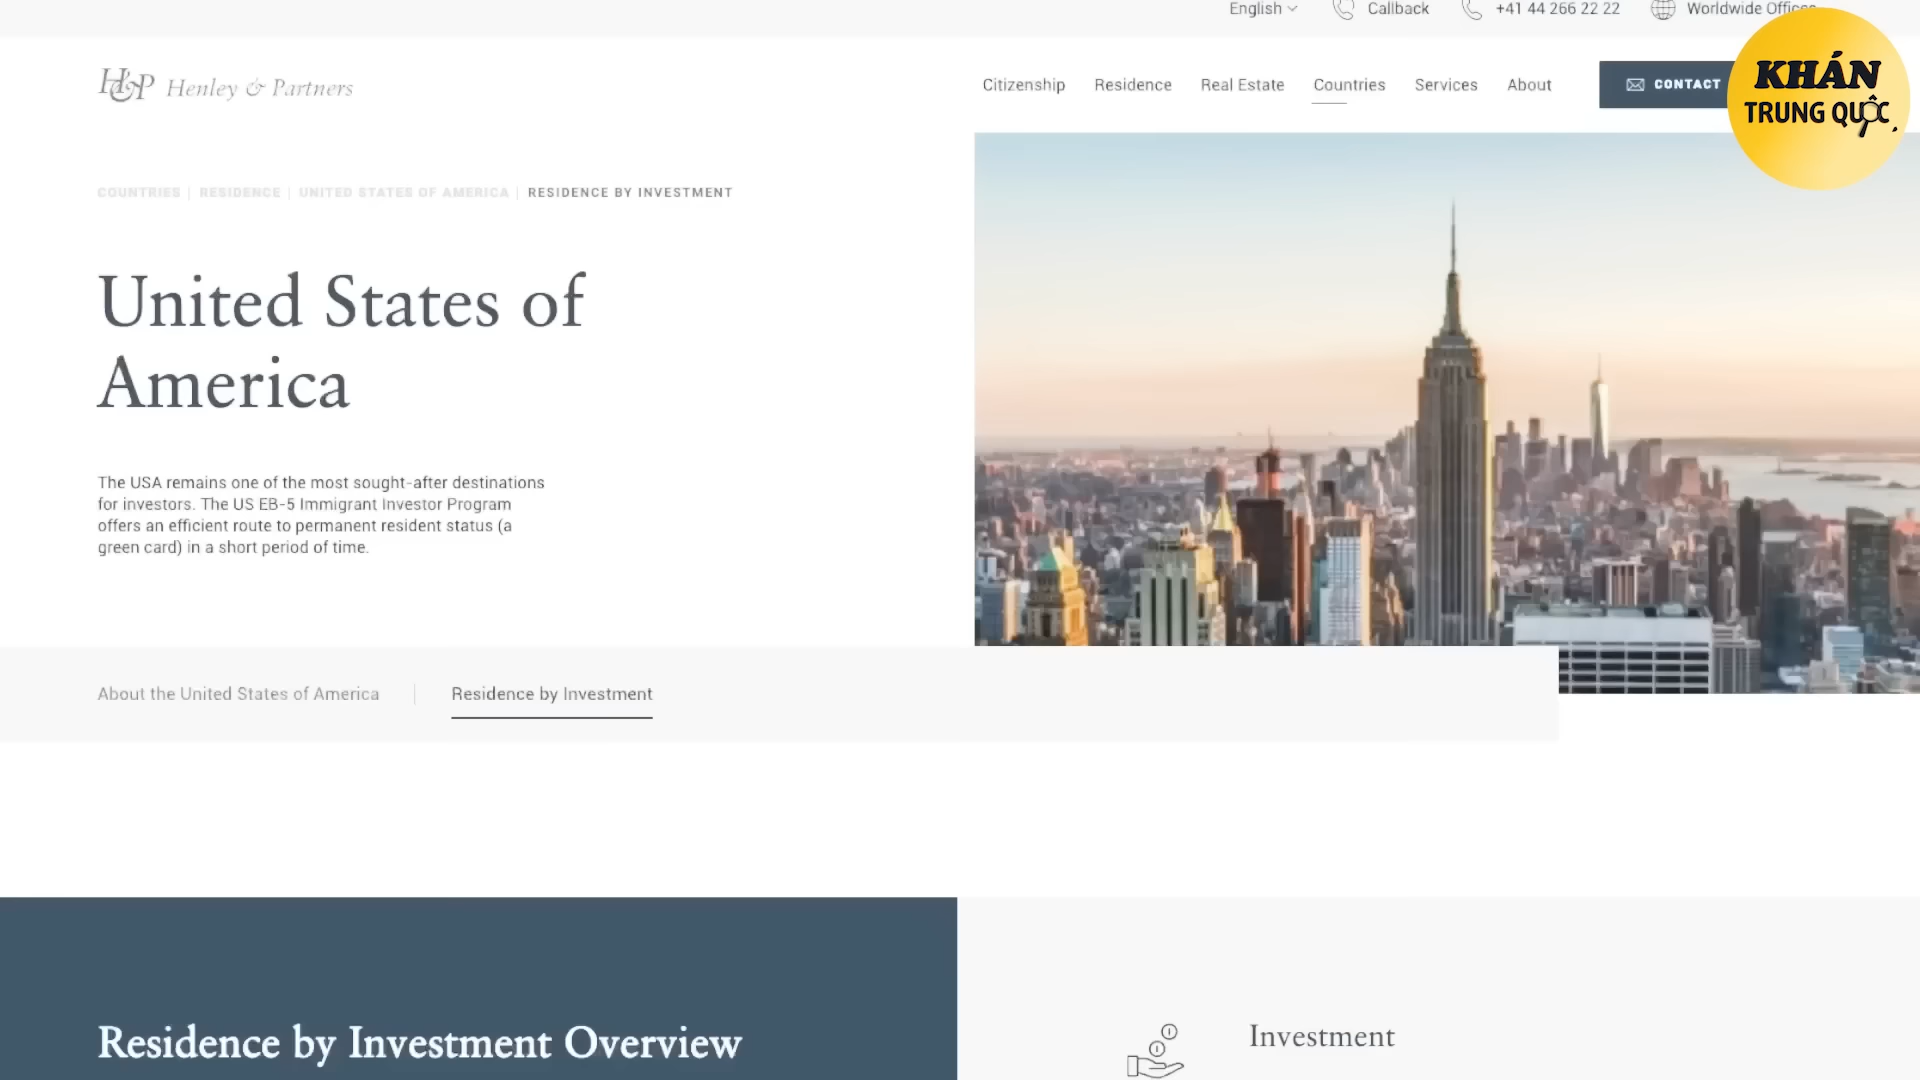 English
Callback
+41 44 266 22 22
Worldwide Offices
H&P Henley & Partners
Citizenship
Residence
Real Estate
Countries
Services
About
CONTACT
KHÁN
TRUNG QUỐC
COUNTRIES | RESIDENCE | UNITED STATES OF AMERICA | RESIDENCE BY INVESTMENT
United States of
America
The USA remains one of the most sought-after destinations
for investors. The US EB-5 Immigrant Investor Program
offers an efficient route to permanent resident status (a
green card) in a short period of time.
About the United States of America
Residence by Investment
Residence by Investment Overview
Investment